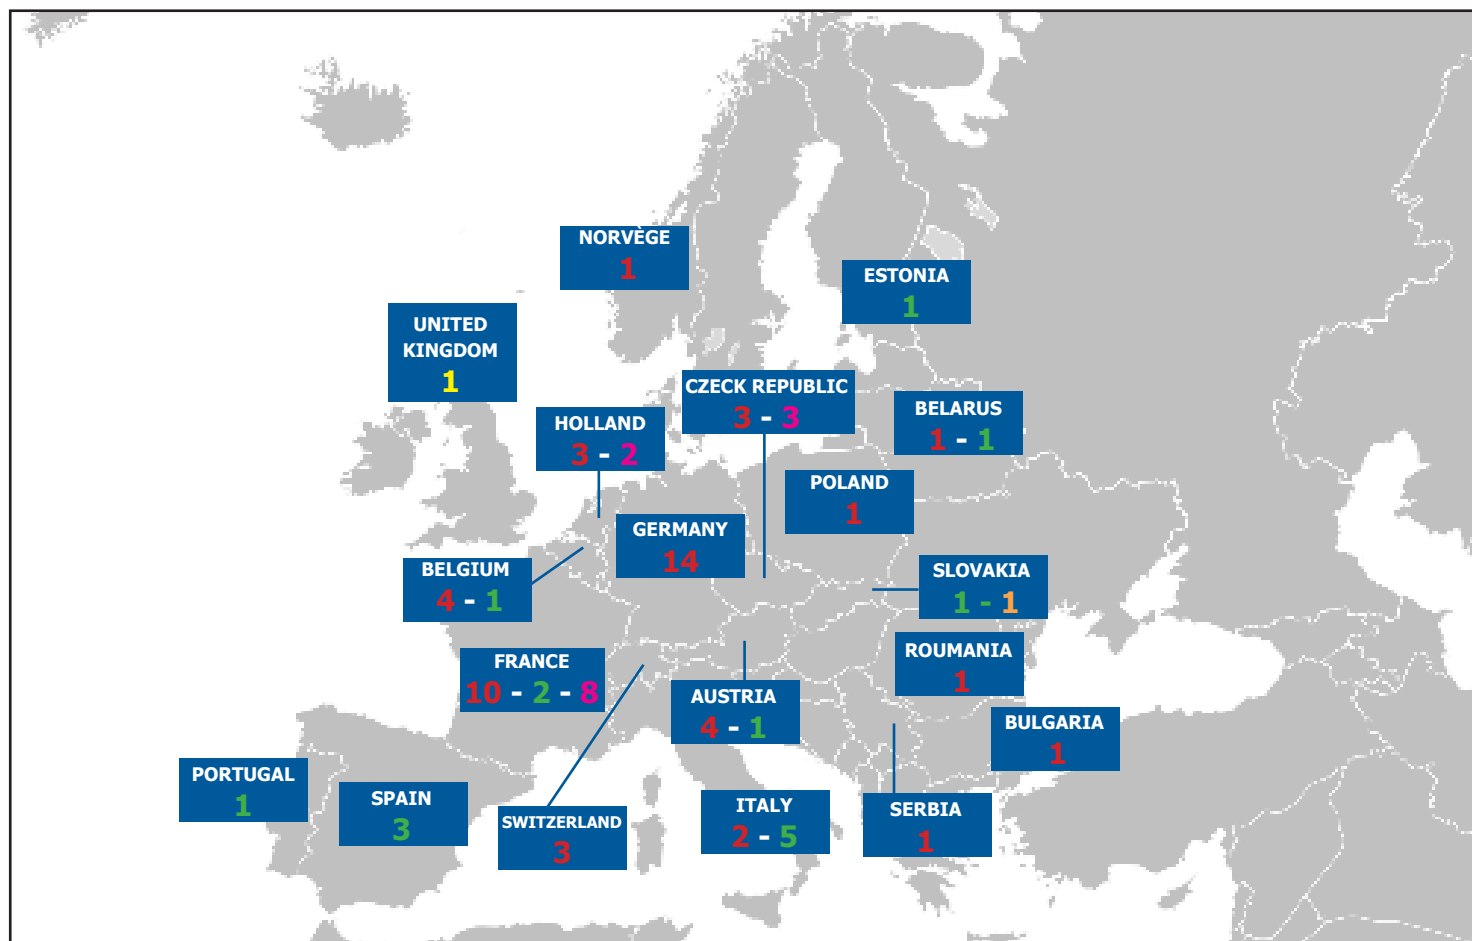 NORVÈGE
1
ESTONIA
1
UNITED
KINGDOM
1
CZECK REPUBLIC
3 - 3
BELARUS
1 - 1
HOLLAND
3 - 2
POLAND
1
GERMANY
14
BELGIUM
4 - 1
SLOVAKIA
1 - 1
ROUMANIA
1
FRANCE
10 - 2 - 8
AUSTRIA
4 - 1
BULGARIA
1
PORTUGAL
1
SPAIN
3
SWITZERLAND
3
ITALY
2 - 5
SERBIA
1